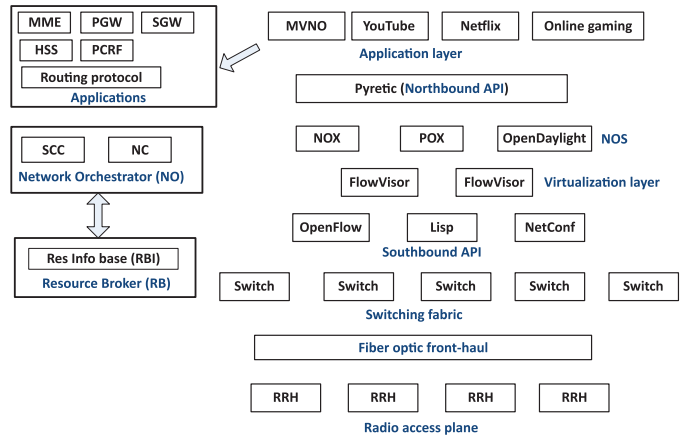 MME PGW SGW
HSS PCRF
Routing protocol
Applications
SCC NC
Network Orchestrator (NO)
Res Info base (RBI)
Resource Broker (RB)
MVNO YouTube Netflix Online gaming
Application layer
Pyretic (Northbound API)
NOX POX OpenDaylight NOS
FlowVisor FlowVisor Virtualization layer
OpenFlow Lisp NetConf
Southbound API
Switch Switch Switch Switch Switch
Switching fabric
Fiber optic front-haul
RRH RRH RRH RRH
Radio access plane